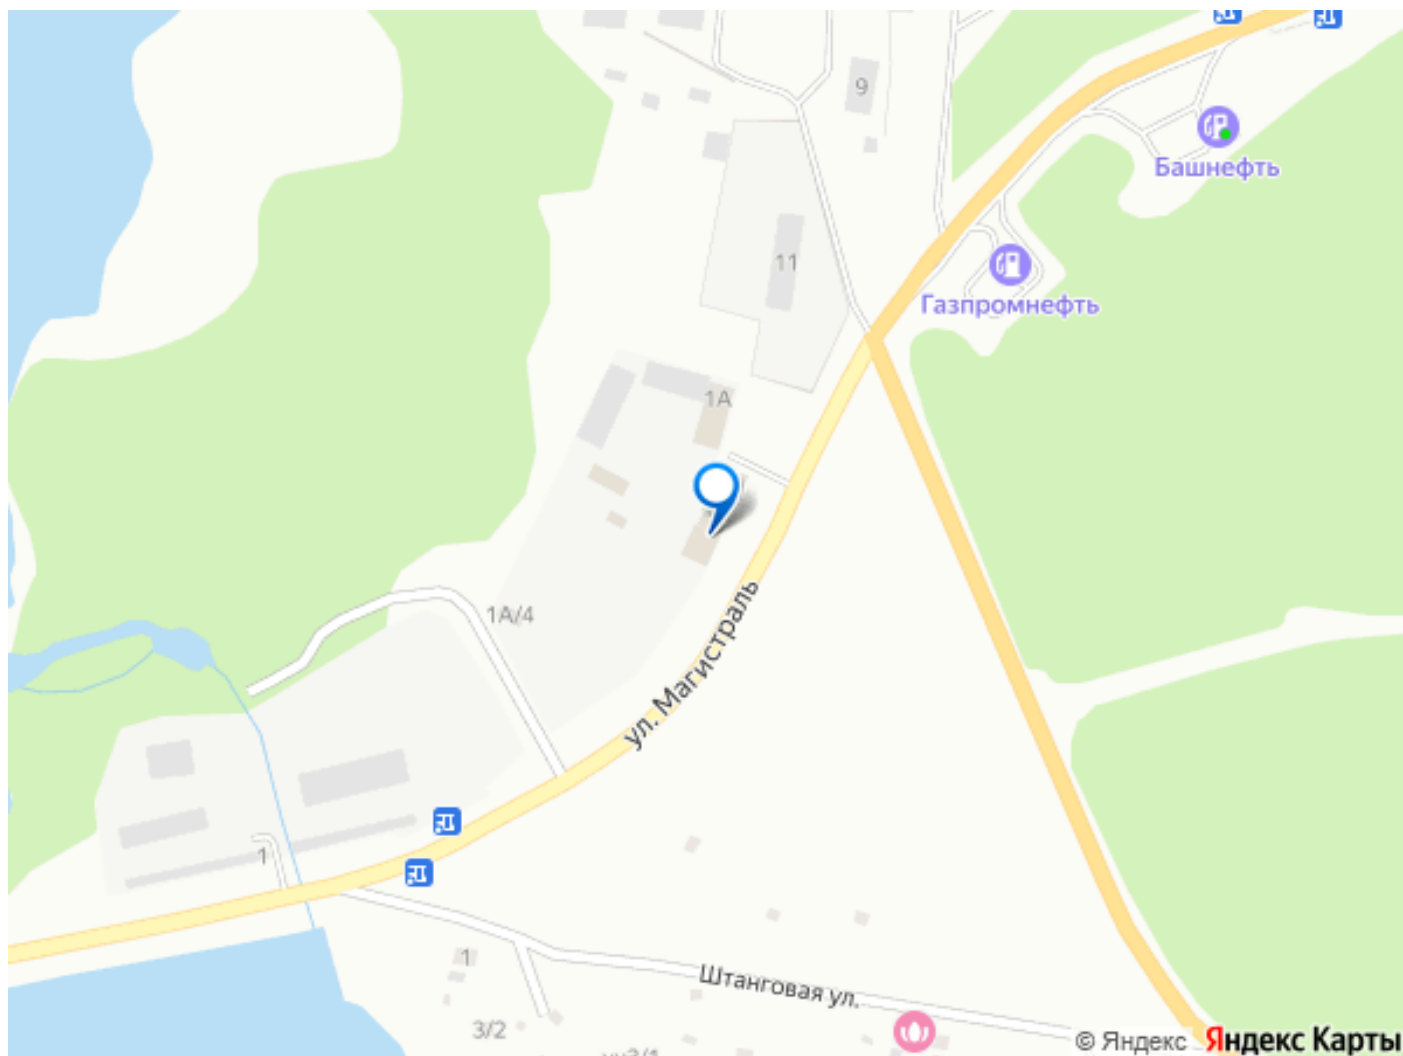 9
Башнефть
11
Газпромнефть
1А
1А/4
ул. Магистраль
1
1
Штанговая ул.
3/2
© Яндекс Яндекс Карты